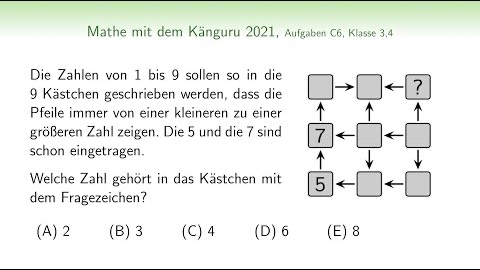 Mathe mit dem Känguru 2021, Aufgaben C6, Klasse 3,4
Die Zahlen von 1 bis 9 sollen so in die
9 Kästchen geschrieben werden, dass die
Pfeile immer von einer kleineren zu einer
größeren Zahl zeigen. Die 5 und die 7 sind
schon eingetragen.
Welche Zahl gehört in das Kästchen mit
dem Fragezeichen?
?
7
5
(A) 2 (B) 3 (C) 4 (D) 6 (E) 8